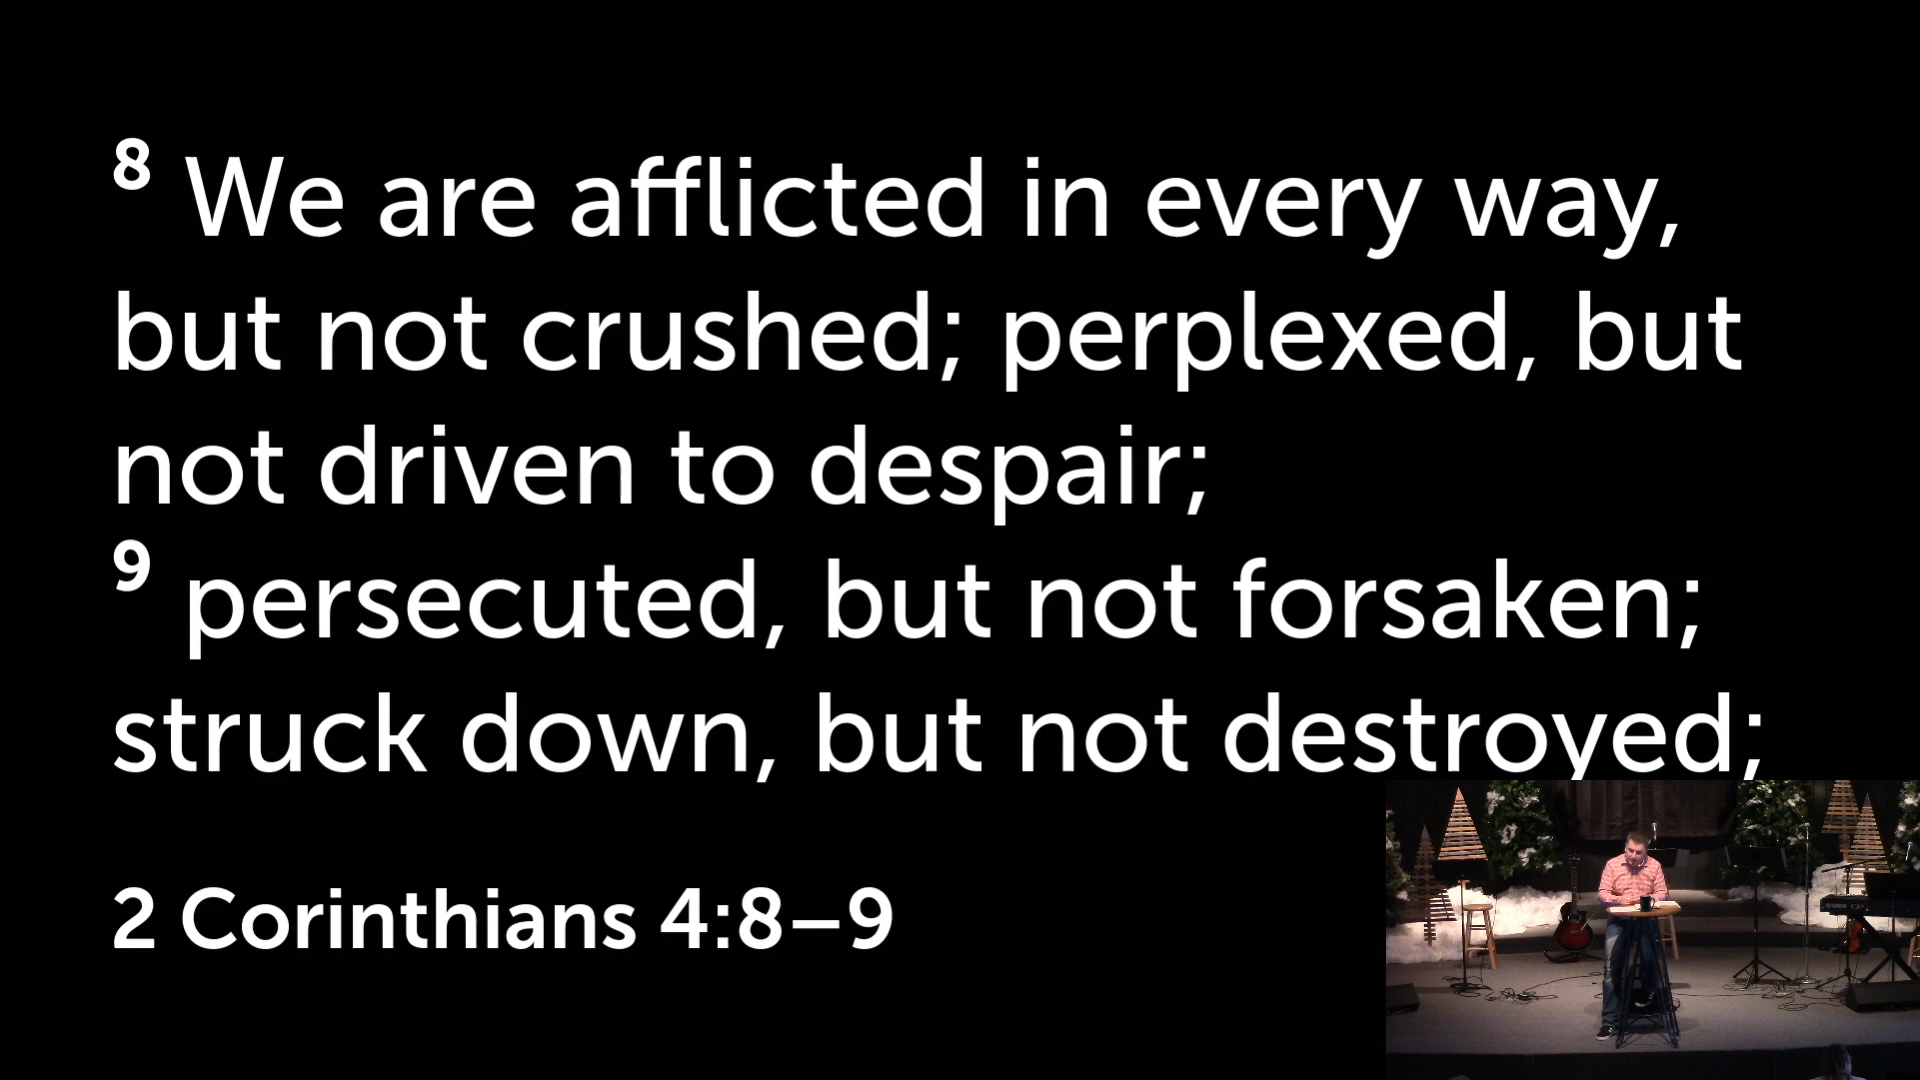 8 We are afflicted in every way,
but not crushed; perplexed, but
not driven to despair;
9 persecuted, but not forsaken;
struck down, but not destroyed;
2 Corinthians 4:8–9